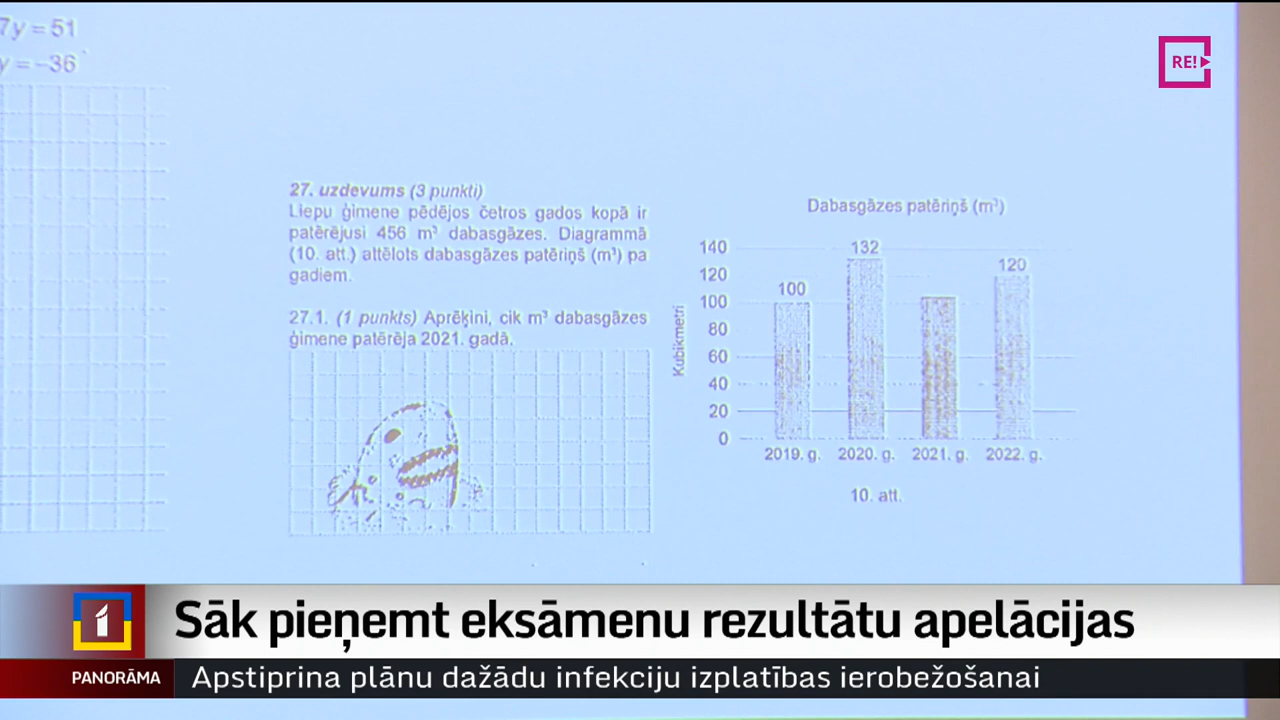 7y = 51
y = –36
RE!
27. uzdevums (3 punkti)
Liepu ģimene pēdējos četros gados kopā ir
patērējusi 456 m³ dabasgāzes. Diagrammā
(10. att.) attēlots dabasgāzes patēriņš (m³) pa
gadiem.
27.1. (1 punkts) Aprēķini, cik m³ dabasgāzes
ģimene patērēja 2021. gadā.
Dabasgāzes patēriņš (m³)
Kubikmetri
140
120
100
80
60
40
20
0
100
132
120
2019. g. 2020. g. 2021. g. 2022. g.
10. att.
1
Sāk pieņemt eksāmenu rezultātu apelācijas
PANORĀMA
Apstiprina plānu dažādu infekciju izplatības ierobežošanai